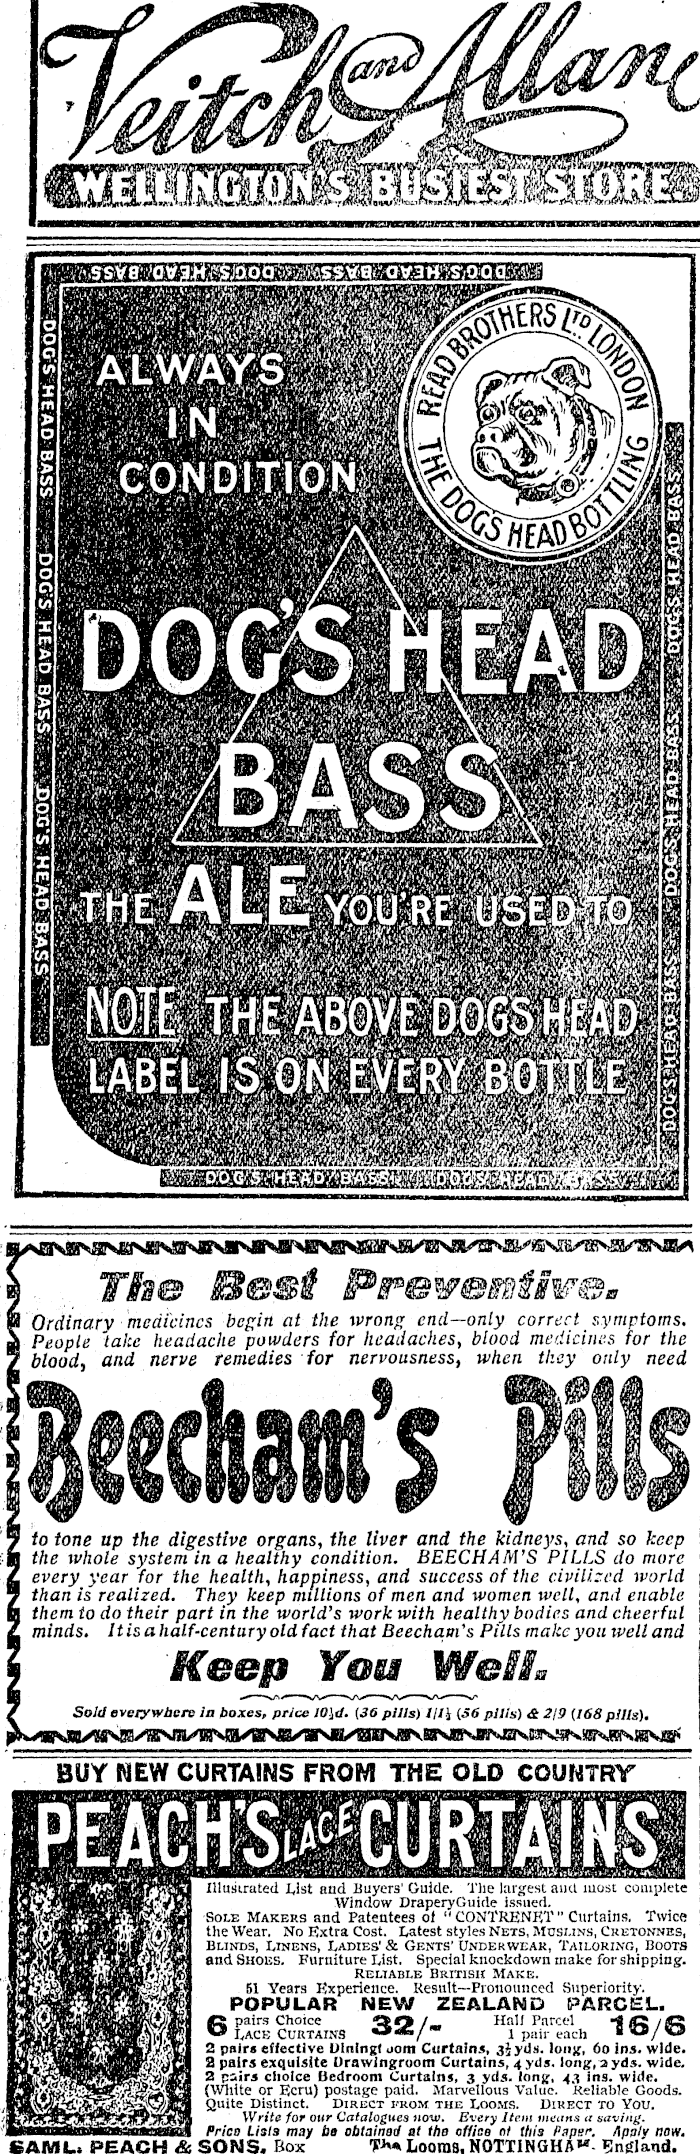 Veitch and Allan
WELLINGTON'S BUSIEST STORE.
DOG'S HEAD BASS DOG'S HEAD BASS
DOG'S HEAD BASS DOG'S HEAD BASS DOG'S HEAD BASS
READ BROTHERS LTD LONDON
THE DOG'S HEAD BOTTLING
ALWAYS
IN
CONDITION
DOG'S HEAD
BASS
THE ALE YOU'RE USED TO
NOTE THE ABOVE DOGS HEAD
LABEL IS ON EVERY BOTTLE
DOG'S HEAD BASS DOG'S HEAD BASS DOG'S HEAD BASS
DOG'S HEAD BASS DOG'S HEAD BASS
The Best Preventive.
Ordinary medicines begin at the wrong end—only correct symptoms.
People take headache powders for headaches, blood medicines for the
blood, and nerve remedies for nervousness, when they only need
Beecham's Pills
to tone up the digestive organs, the liver and the kidneys, and so keep
the whole system in a healthy condition. BEECHAM'S PILLS do more
every year for the health, happiness, and success of the civilized world
than is realized. They keep millions of men and women well, and enable
them to do their part in the world's work with healthy bodies and cheerful
minds. It is a half-century old fact that Beecham's Pills make you well and
Keep You Well.
Sold everywhere in boxes, price 10½d. (36 pills) 1/1½ (56 pills) & 2/9 (168 pills).
BUY NEW CURTAINS FROM THE OLD COUNTRY
PEACH'S LACE CURTAINS
Illustrated List and Buyers' Guide. The largest and most complete
Window Drapery Guide issued.
SOLE MAKERS and Patentees of "CONTRENET" Curtains. Twice
the Wear. No Extra Cost. Latest styles NETS, MUSLINS, CRETONNES,
BLINDS, LINENS, LADIES' & GENTS' UNDERWEAR, TAILORING, BOOTS
and SHOES. Furniture List. Special knockdown make for shipping.
RELIABLE BRITISH MAKE.
51 Years Experience. Result—Pronounced Superiority.
POPULAR NEW ZEALAND PARCEL.
6 pairs Choice LACE CURTAINS 32/- Half Parcel 1 pair each 16/6
2 pairs effective Diningroom Curtains, 3½ yds. long, 60 ins. wide.
2 pairs exquisite Drawingroom Curtains, 4 yds. long, 2 yds. wide.
2 pairs choice Bedroom Curtains, 3 yds. long, 43 ins. wide.
(White or Ecru) postage paid. Marvellous Value. Reliable Goods.
Quite Distinct. DIRECT FROM THE LOOMS. DIRECT TO YOU.
Write for our Catalogues now. Every Item means a saving.
Price Lists may be obtained at the office of this Paper. Apply now.
SAML. PEACH & SONS, Box The Looms, NOTTINGHAM. England.